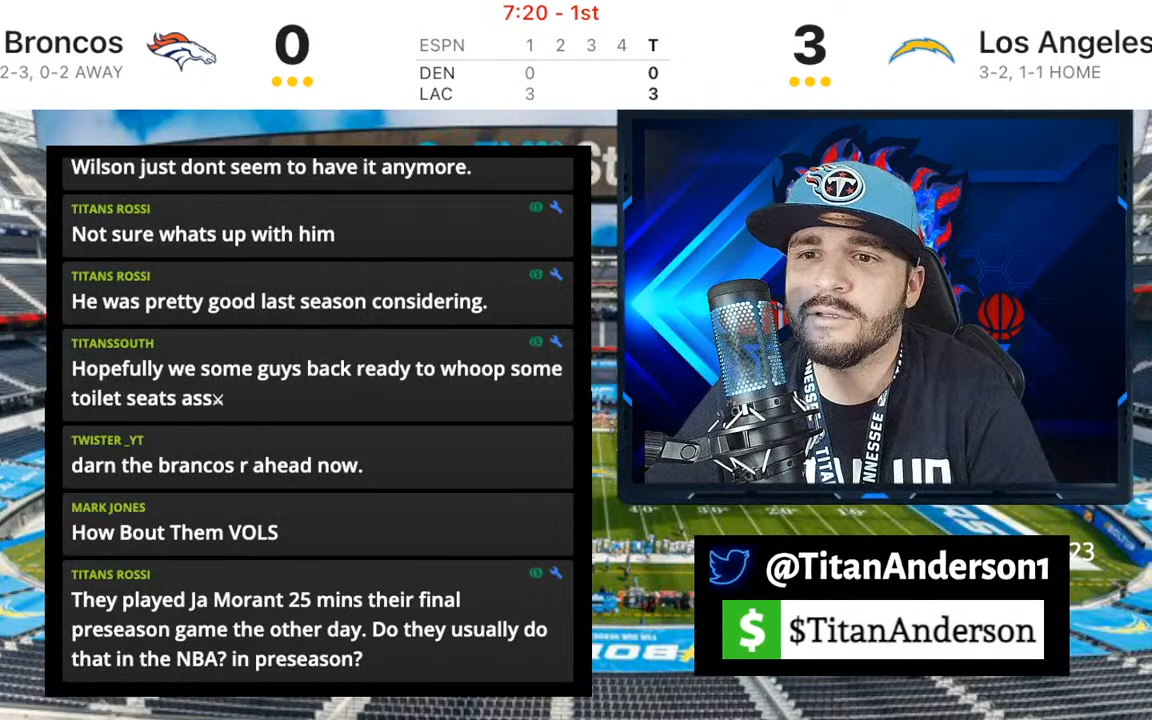 7:20 - 1st
Broncos
0
3
Los Angeles
2-3, 0-2 AWAY
3-2, 1-1 HOME
ESPN 1 2 3 4 T
DEN 0 0
LAC 3 3
Wilson just dont seem to have it anymore.
TITANS ROSSI
Not sure whats up with him
TITANS ROSSI
He was pretty good last season considering.
TITANSSOUTH
Hopefully we some guys back ready to whoop some
toilet seats ass⚔
TWISTER _YT
darn the brancos r ahead now.
MARK JONES
How Bout Them VOLS
TITANS ROSSI
They played Ja Morant 25 mins their final
preseason game the other day. Do they usually do
that in the NBA? in preseason?
T
23
@TitanAnderson1
$ $TitanAnderson